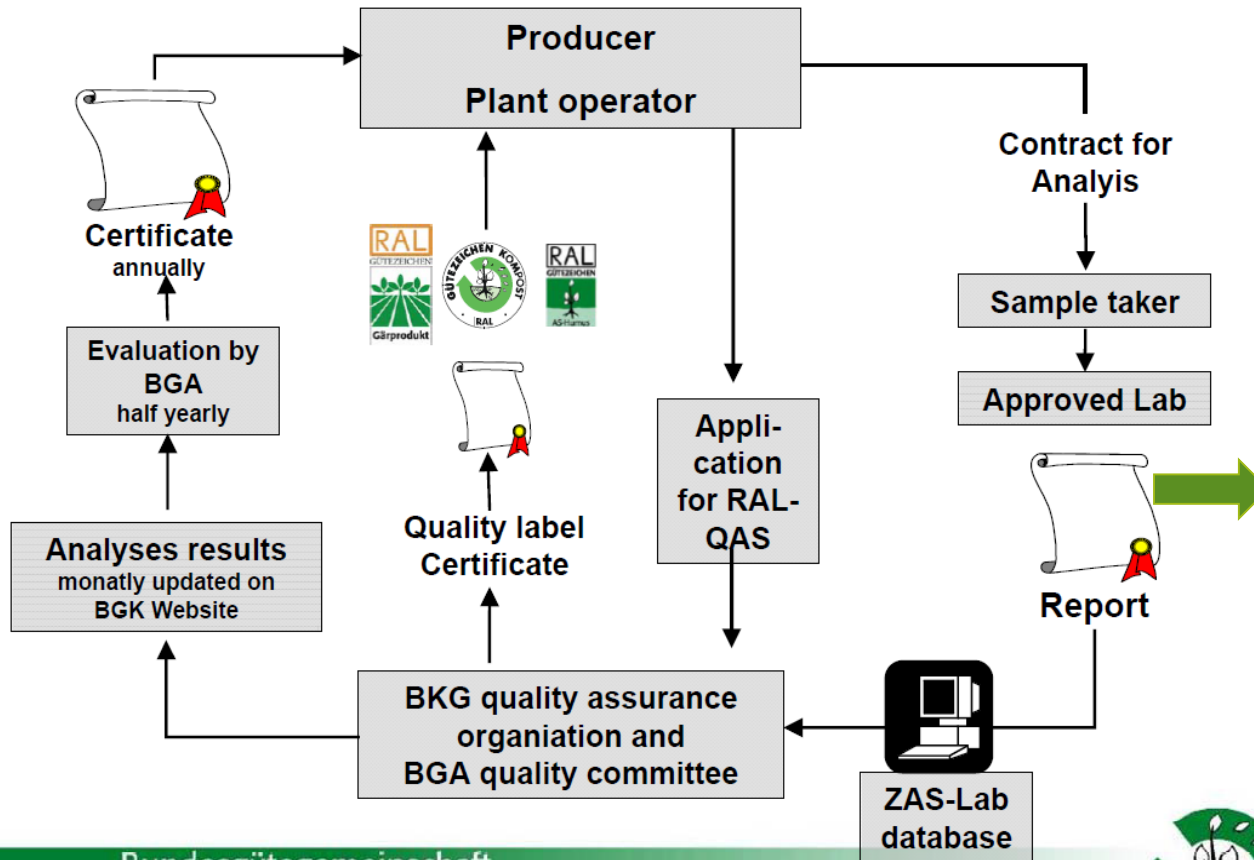 Producer
Plant operator
Contract for
Analyis
Certificate
annually
RAL
GÜTEZEICHEN
Gärprodukt
GÜTEZEICHEN KOMPOST
RAL
RAL
GÜTEZEICHEN
AS-Humus
Sample taker
Evaluation by
BGA
half yearly
Approved Lab
Appli-
cation
for RAL-
QAS
Quality label
Certificate
Analyses results
monatly updated on
BGK Website
Report
BKG quality assurance
organiation and
BGA quality committee
ZAS-Lab
database
Bundesgütegemeinschaft